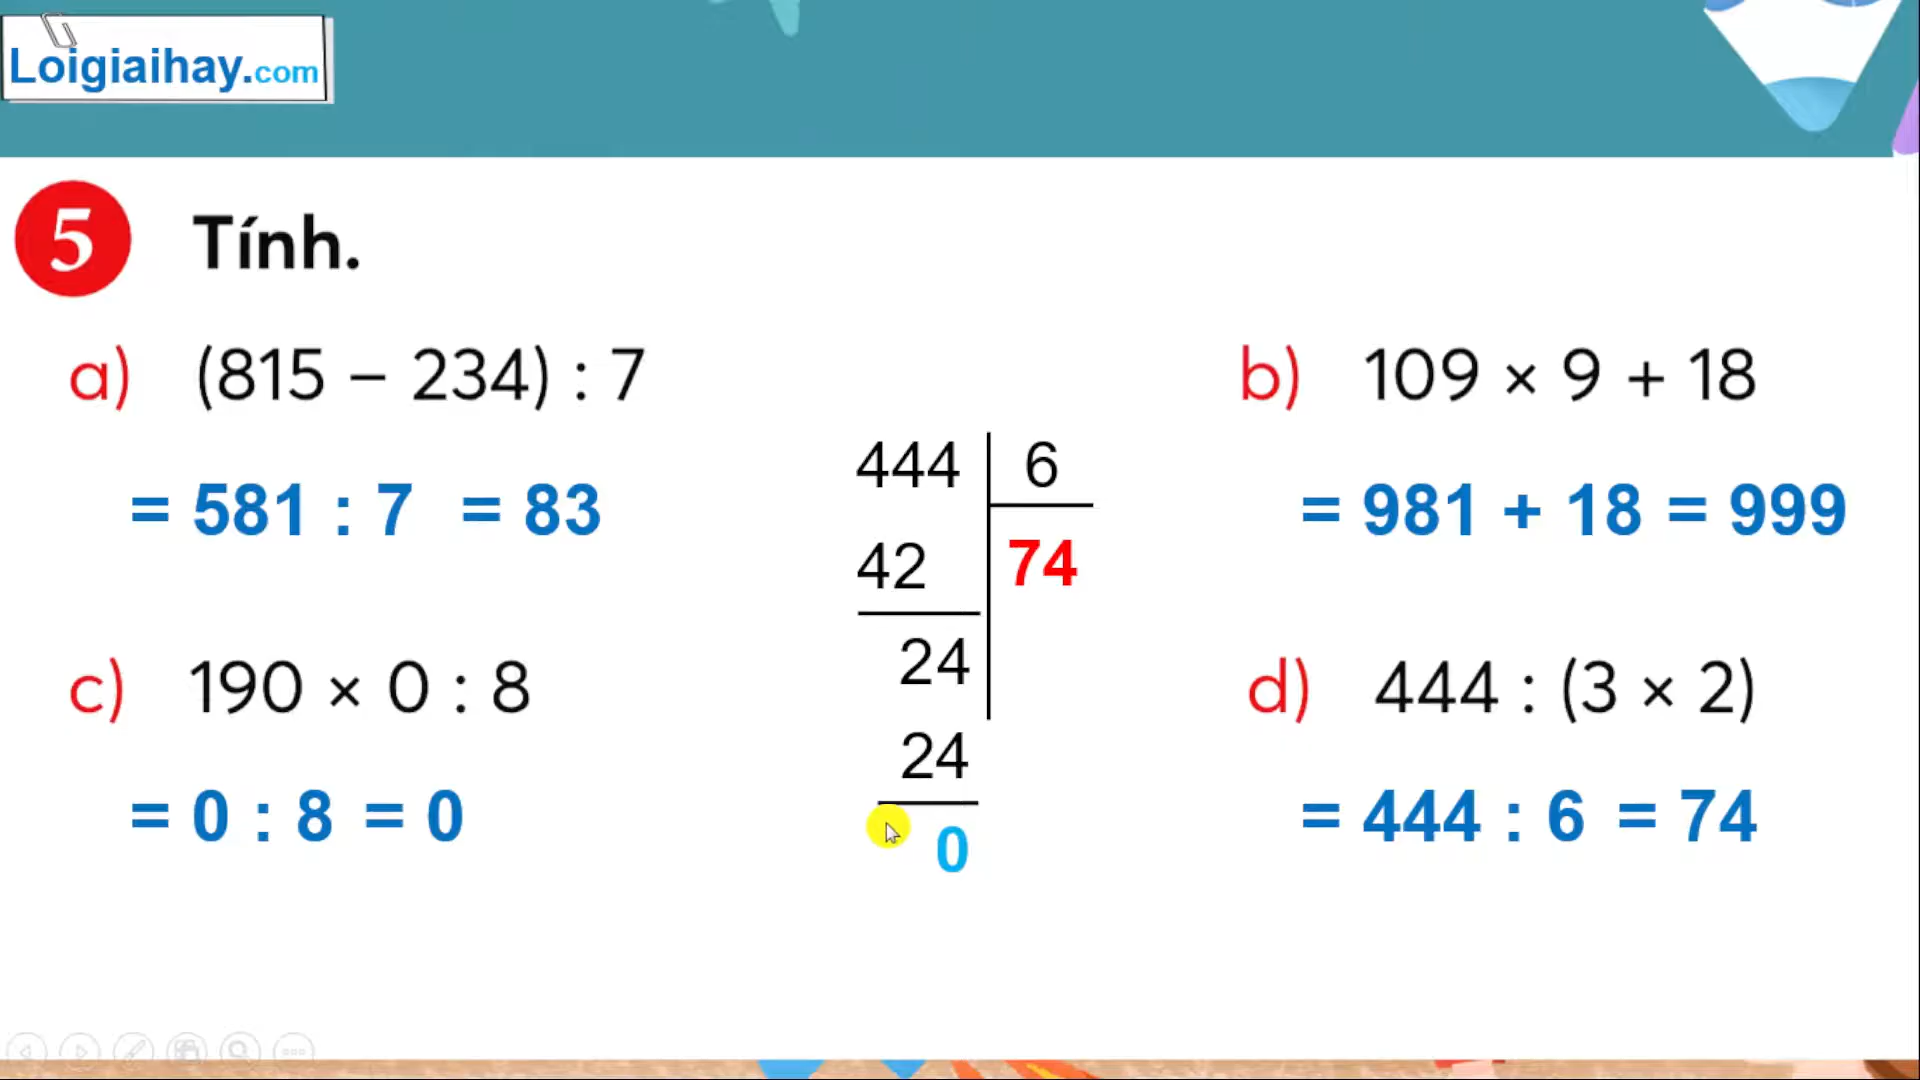 Loigiaihay.com
5 Tính.
a) (815 – 234) : 7
= 581 : 7 = 83
b) 109 × 9 + 18
= 981 + 18 = 999
444 6
42 74
24
24
0
c) 190 × 0 : 8
= 0 : 8 = 0
d) 444 : (3 × 2)
= 444 : 6 = 74